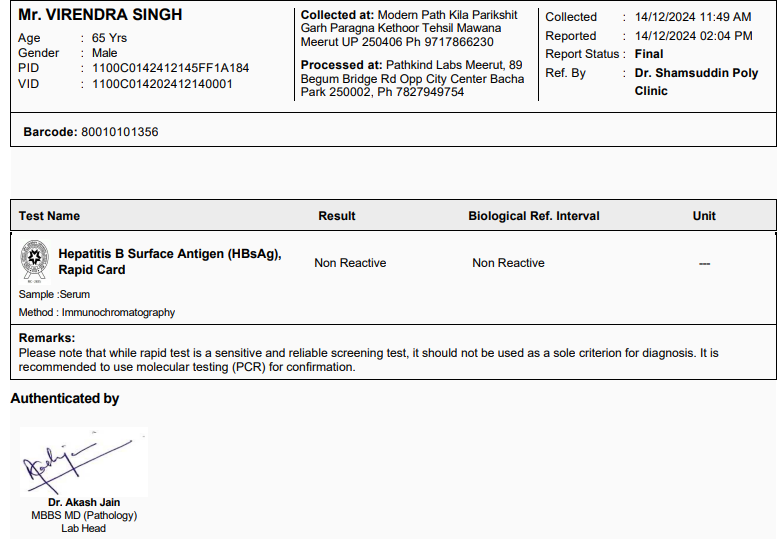 Mr. VIRENDRA SINGH
Age : 65 Yrs
Gender : Male
PID : 1100C0142412145FF1A184
VID : 1100C014202412140001
Collected at: Modern Path Kila Parikshit
Garh Paragna Kethoor Tehsil Mawana
Meerut UP 250406 Ph 9717866230
Processed at: Pathkind Labs Meerut, 89
Begum Bridge Rd Opp City Center Bacha
Park 250002, Ph 7827949754
Collected : 14/12/2024 11:49 AM
Reported : 14/12/2024 02:04 PM
Report Status : Final
Ref. By : Dr. Shamsuddin Poly
Clinic
Barcode: 80010101356
Test Name Result Biological Ref. Interval Unit
Hepatitis B Surface Antigen (HBsAg),
Rapid Card
Non Reactive Non Reactive ---
Sample :Serum
Method : Immunochromatography
Remarks:
Please note that while rapid test is a sensitive and reliable screening test, it should not be used as a sole criterion for diagnosis. It is
recommended to use molecular testing (PCR) for confirmation.
Authenticated by
Dr. Akash Jain
MBBS MD (Pathology)
Lab Head